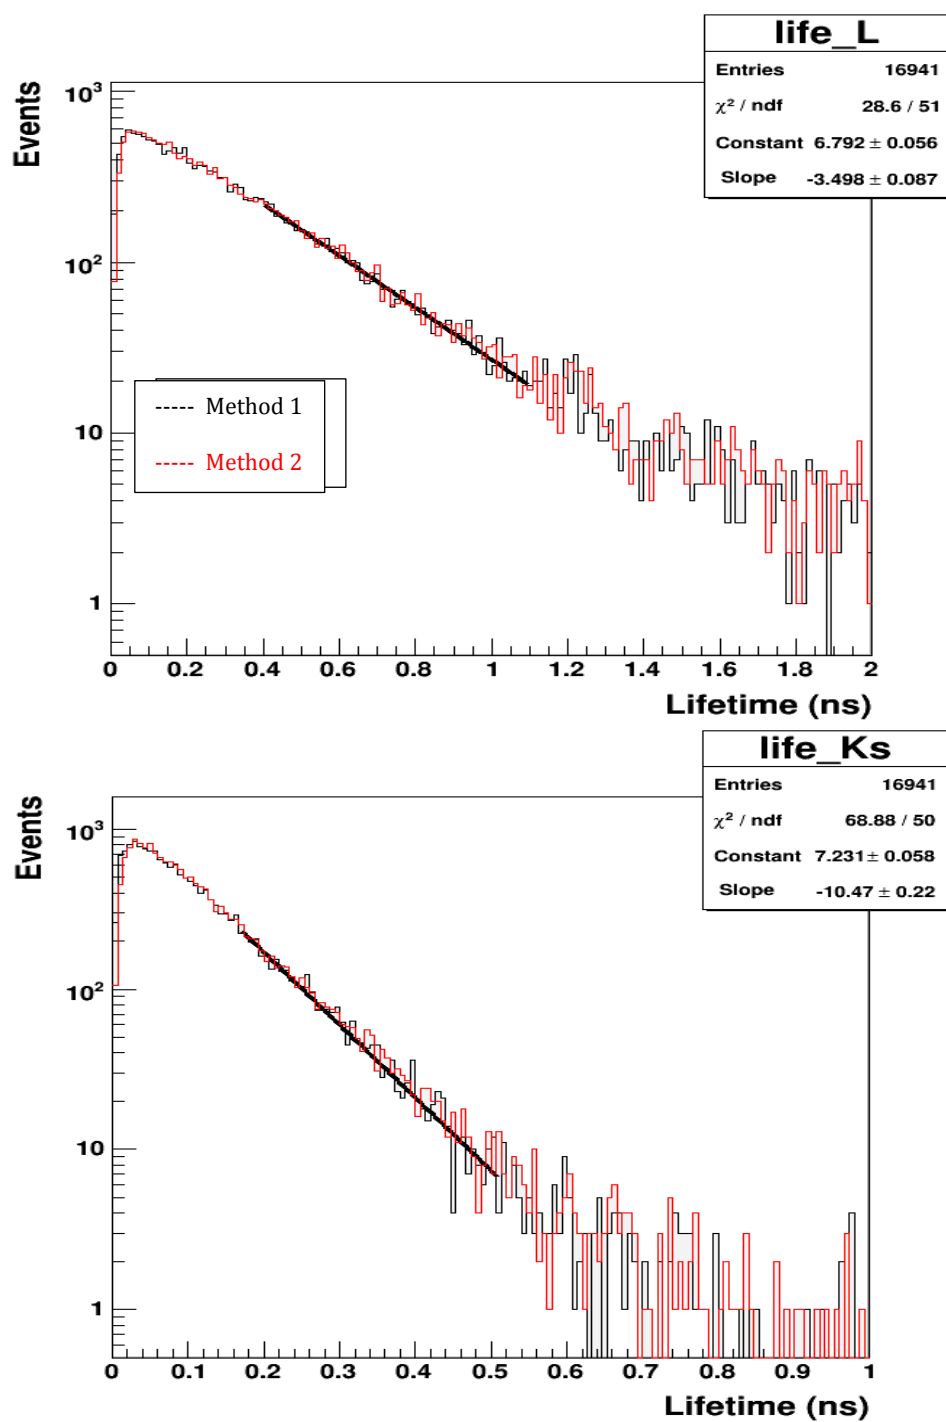 life_L
Entries 16941
χ² / ndf 28.6 / 51
Constant 6.792 ± 0.056
Slope -3.498 ± 0.087
Events
10³
10²
10
1
Method 1
Method 2
0 0.2 0.4 0.6 0.8 1 1.2 1.4 1.6 1.8 2
Lifetime (ns)
life_Ks
Entries 16941
χ² / ndf 68.88 / 50
Constant 7.231 ± 0.058
Slope -10.47 ± 0.22
Events
10³
10²
10
1
0 0.1 0.2 0.3 0.4 0.5 0.6 0.7 0.8 0.9 1
Lifetime (ns)